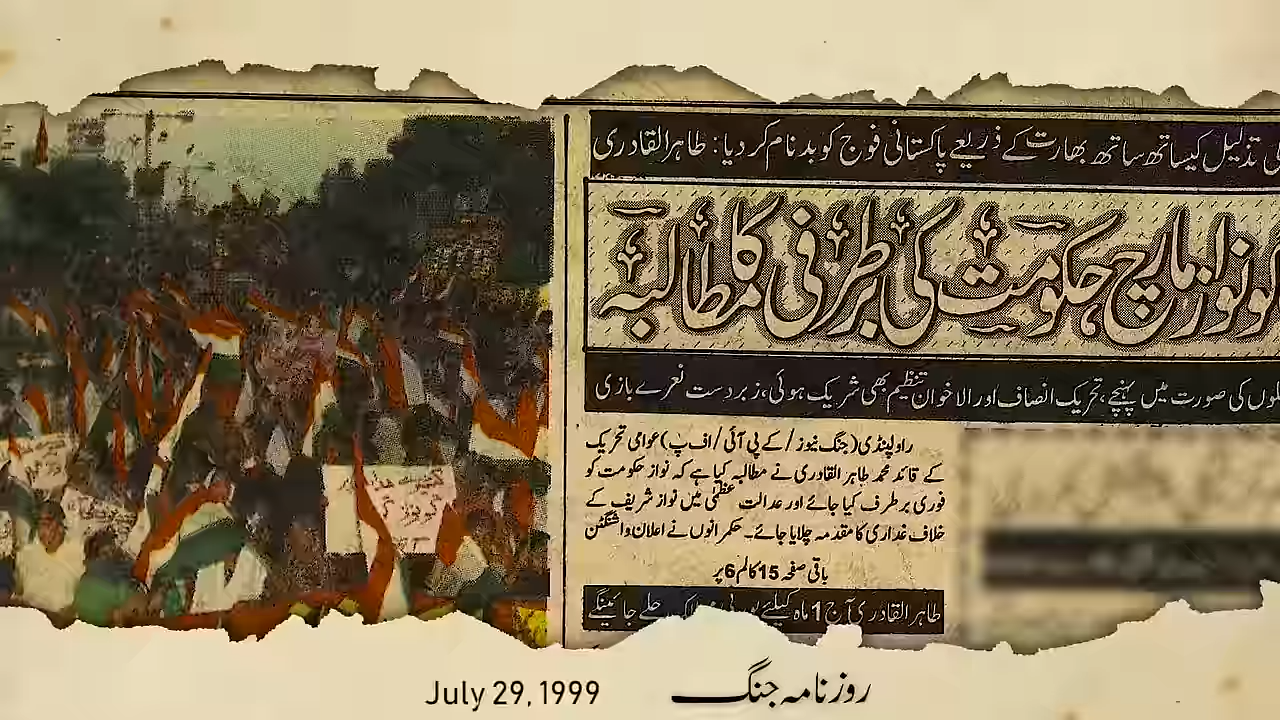 تذلیل کیساتھ ساتھ بھارت کے ذریعے پاکستانی فوج کو بدنام کر دیا: طاہر القادری
گو نواز مارچ، حکومت کی برطرفی کا مطالبہ
کی صورت میں پہنچے، تحریک انصاف اور الاخوان تنظیم بھی شریک ہوئی، زبردست نعرے بازی
راولپنڈی (جنگ نیوز/کے پی آئی/اف پ) عوامی تحریک
کے قائد محمد طاہر القادری نے مطالبہ کیا ہے کہ نواز حکومت کو
فوری برطرف کیا جائے اور عدالت عظمیٰ میں نواز شریف کے
خلاف غداری کا مقدمہ چلایا جائے۔ حکمرانوں نے اعلان واشنگٹن
باقی صفحہ 15 کالم 6 پر
طاہر القادری آج 1 ماہ کیلئے چلے جائینگے
July 29, 1999
روزنامہ جنگ